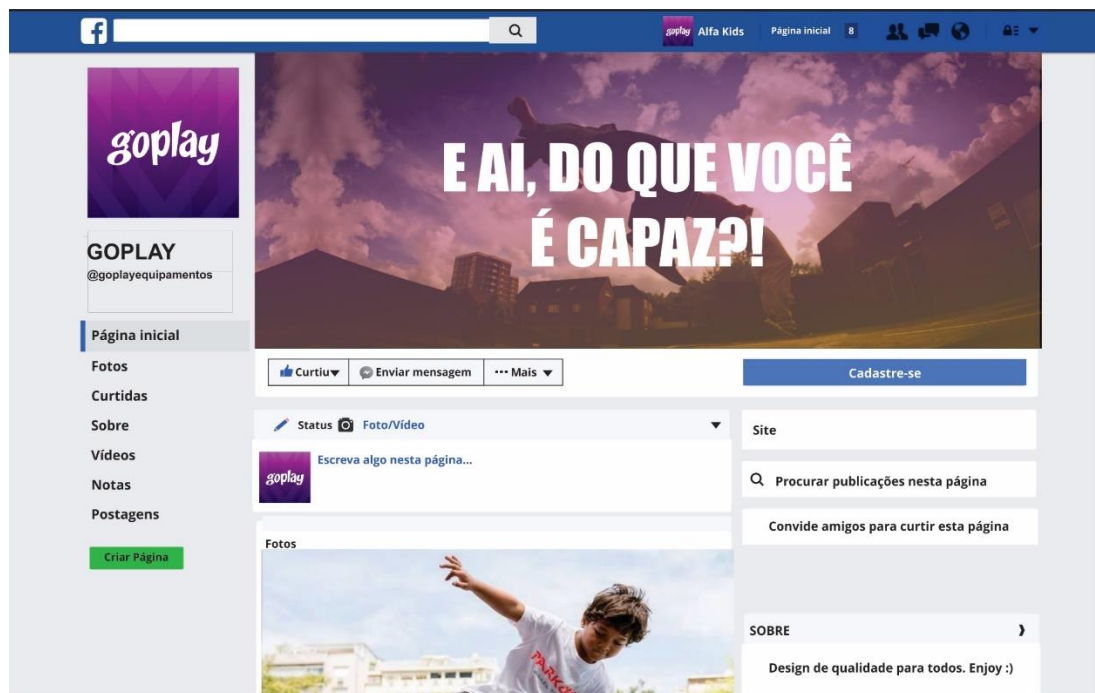 f
goplay Alfa Kids Página inicial 8
goplay
GOPLAY
@goplayequipamentos
Página inicial
Fotos
Curtidas
Sobre
Vídeos
Notas
Postagens
Criar Página
E AI, DO QUE VOCÊ
É CAPAZ?!
Curtiu Enviar mensagem ••• Mais
Cadastre-se
Status Foto/Vídeo
goplay
Escreva algo nesta página...
Fotos
PARKOU
Site
Procurar publicações nesta página
Convide amigos para curtir esta página
SOBRE
Design de qualidade para todos. Enjoy :)